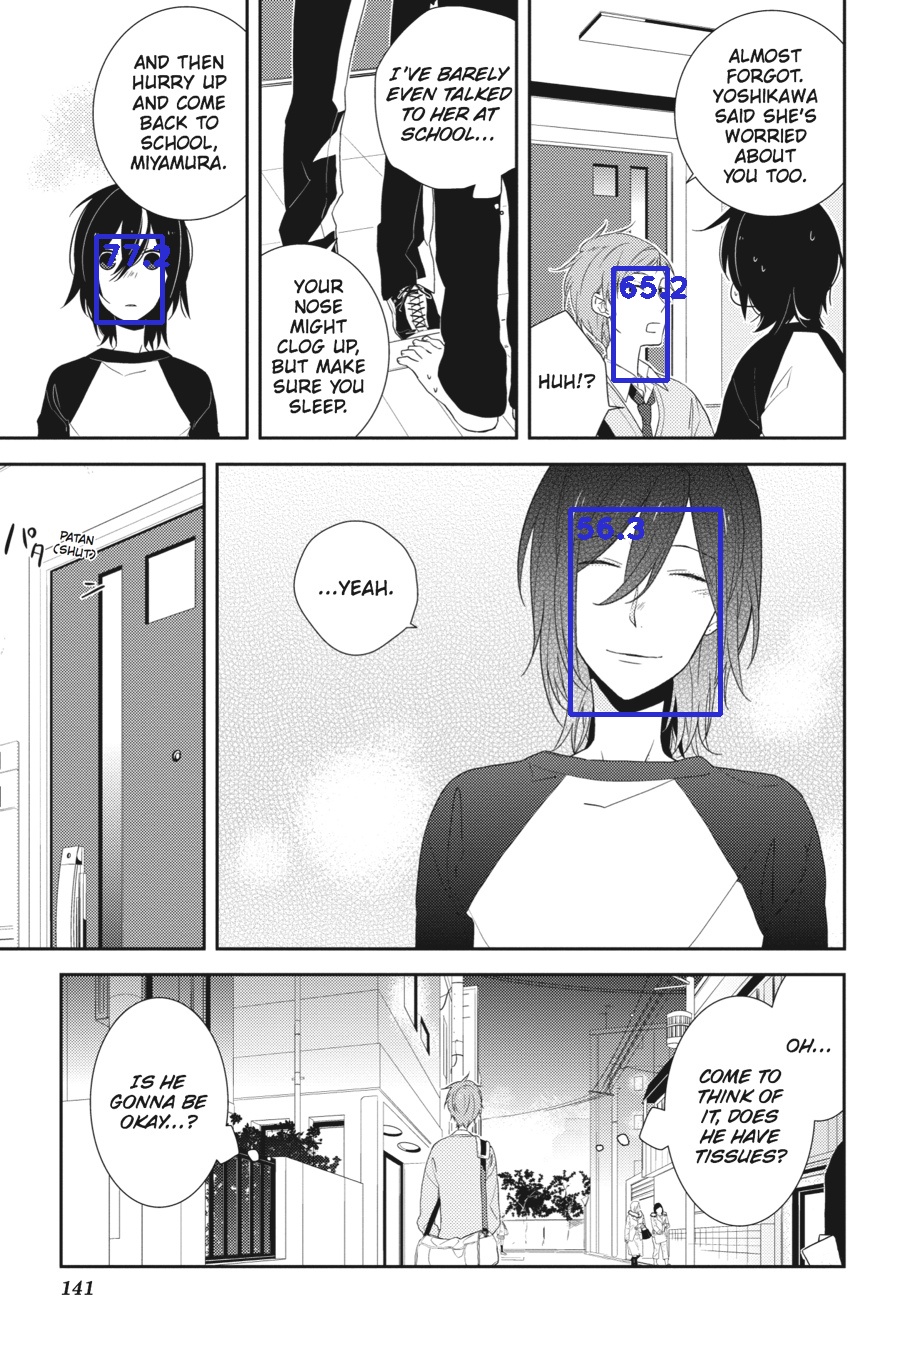 ALMOST
FORGOT.
YOSHIKAWA
SAID SHE'S
WORRIED
ABOUT
YOU TOO.
HUH!?
65.2
I'VE BARELY
EVEN TALKED
TO HER AT
SCHOOL...
YOUR
NOSE
MIGHT
CLOG UP,
BUT MAKE
SURE YOU
SLEEP.
AND THEN
HURRY UP
AND COME
BACK TO
SCHOOL,
MIYAMURA.
77.2
56.3
...YEAH.
パタ
PATAN
(SHUT)
OH...
COME TO
THINK OF
IT, DOES
HE HAVE
TISSUES?
IS HE
GONNA BE
OKAY...?
141